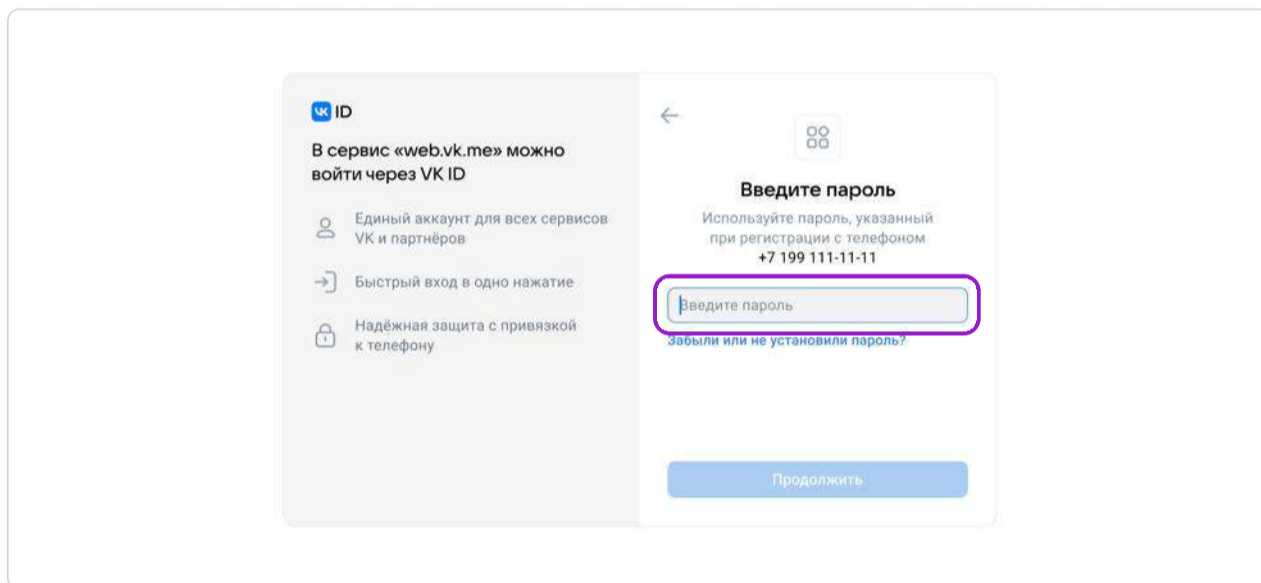 VK ID
В сервис «web.vk.me» можно
войти через VK ID
Единый аккаунт для всех сервисов
VK и партнёров
Быстрый вход в одно нажатие
Надёжная защита с привязкой
к телефону
Введите пароль
Используйте пароль, указанный
при регистрации с телефоном
+7 199 111-11-11
Введите пароль
Забыли или не установили пароль?
Продолжить